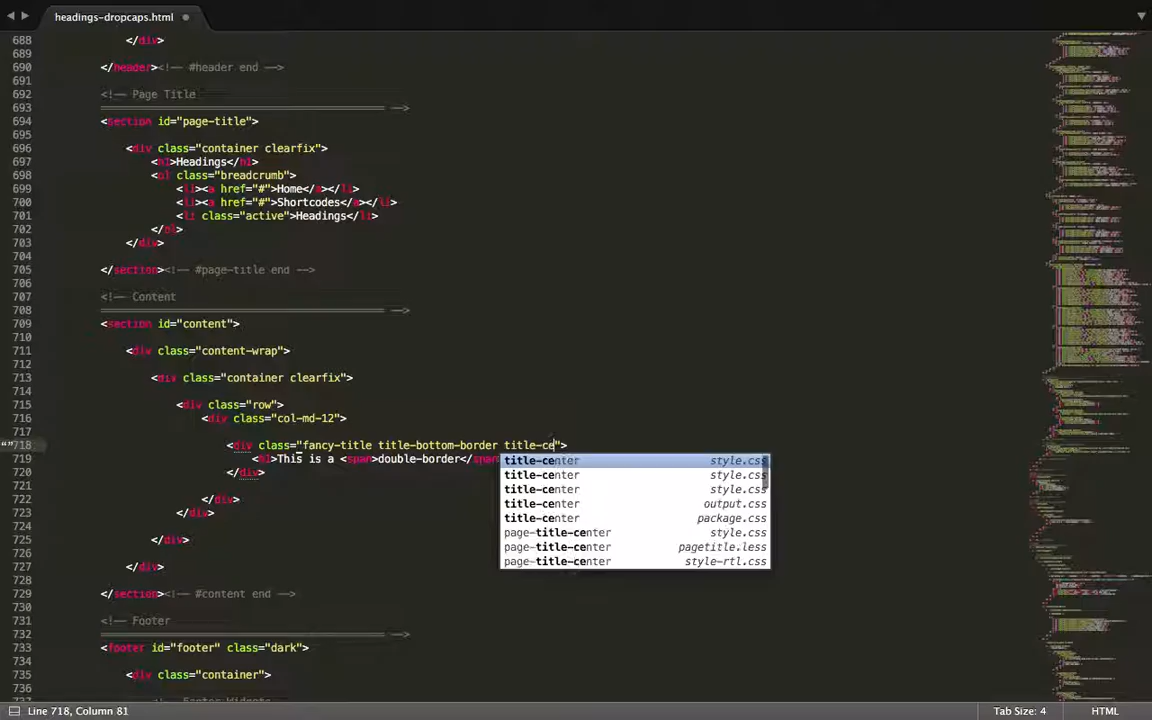 headings-dropcaps.html
688 </div>
689
690 </header><!-- #header end -->
691
692 <!-- Page Title
693 ============================================= -->
694 <section id="page-title">
695
696 <div class="container clearfix">
697 <h1>Headings</h1>
698 <ol class="breadcrumb">
699 <li><a href="#">Home</a></li>
700 <li><a href="#">Shortcodes</a></li>
701 <li class="active">Headings</li>
702 </ol>
703 </div>
704
705 </section><!-- #page-title end -->
706
707 <!-- Content
708 ============================================= -->
709 <section id="content">
710
711 <div class="content-wrap">
712
713 <div class="container clearfix">
714
715 <div class="row">
716 <div class="col-md-12">
717
“”718 <div class="fancy-title title-bottom-border title-ce">
719 <h1>This is a <span>double-border</span
720 </div>
721
722 </div>
723 </div>
724
725 </div>
726
727 </div>
728
729 </section><!-- #content end -->
730
731 <!-- Footer
732 ============================================= -->
733 <footer id="footer" class="dark">
734
735 <div class="container">
736
title-center style.css
title-center style.css
title-center style.css
title-center output.css
title-center package.css
page-title-center style.css
page-title-center pagetitle.less
page-title-center style-rtl.css
Line 718, Column 81
Tab Size: 4
HTML